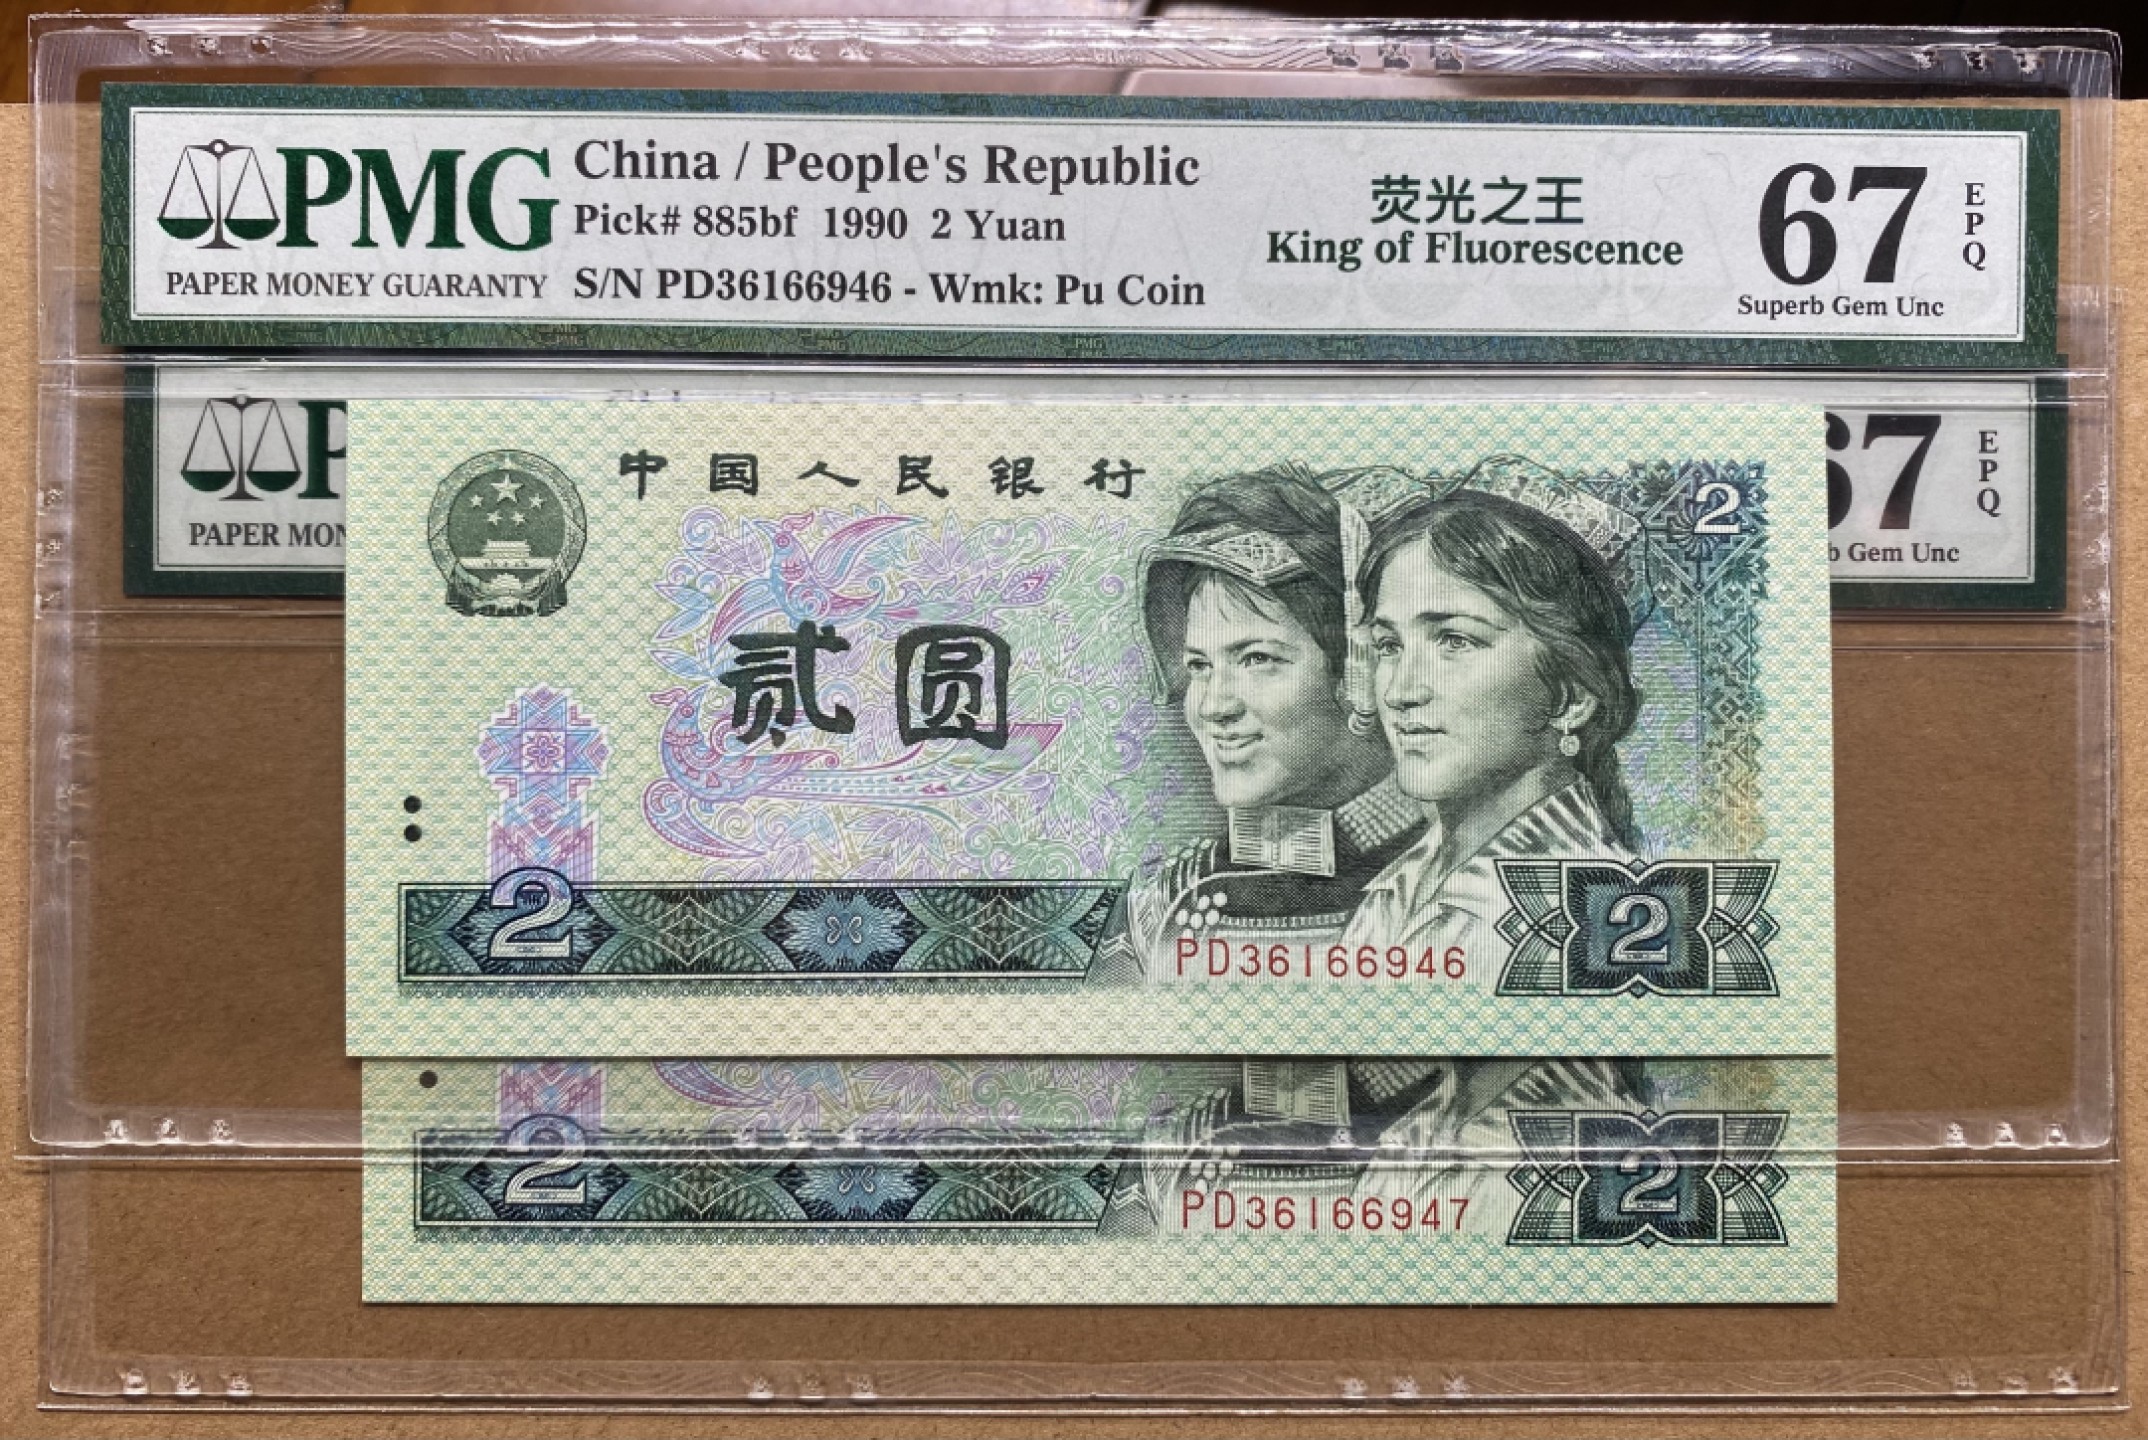 PMG
PAPER MONEY GUARANTY
China / People's Republic
Pick# 885bf 1990 2 Yuan
S/N PD36166946 - Wmk: Pu Coin
荧光之王
King of Fluorescence
67
EPQ
Superb Gem Unc
P
PAPER MON
67
EPQ
b Gem Unc
中国人民银行
2
贰圆
2
PD36166946
2
2
PD36166947
2